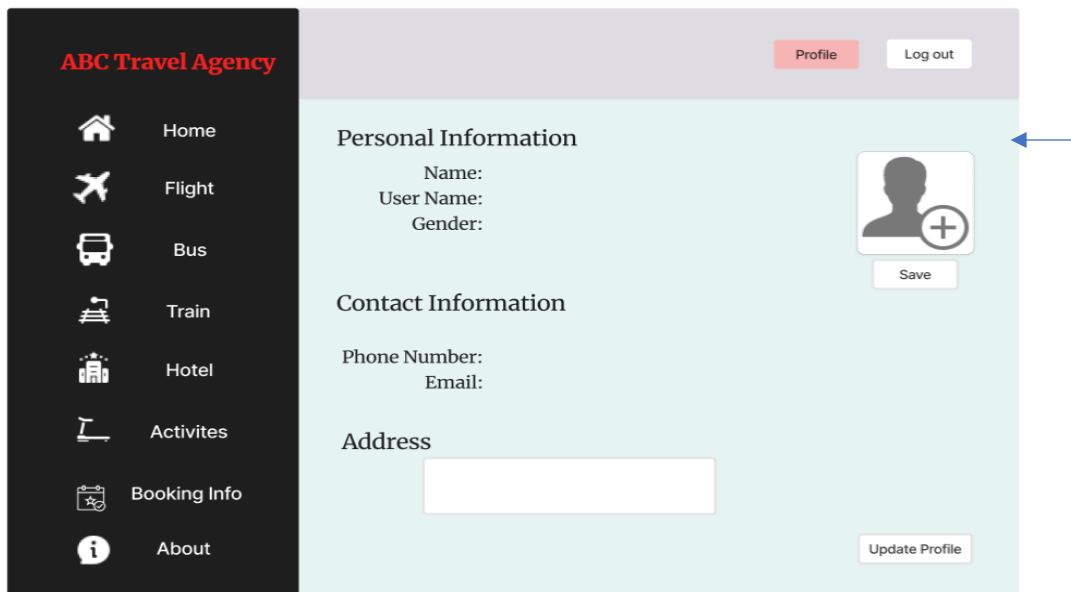 ABC Travel Agency
Profile
Log out
Home
Flight
Bus
Train
Hotel
Activites
Booking Info
About
Personal Information
Name:
User Name:
Gender:
Save
Contact Information
Phone Number:
Email:
Address
Update Profile